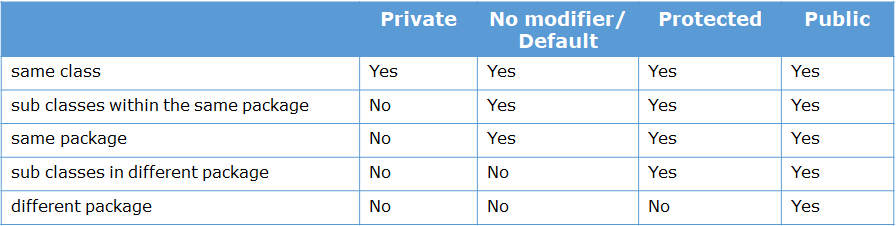 Private No modifier/ Default Protected Public
same class Yes Yes Yes Yes
sub classes within the same package No Yes Yes Yes
same package No Yes Yes Yes
sub classes in different package No No Yes Yes
different package No No No Yes